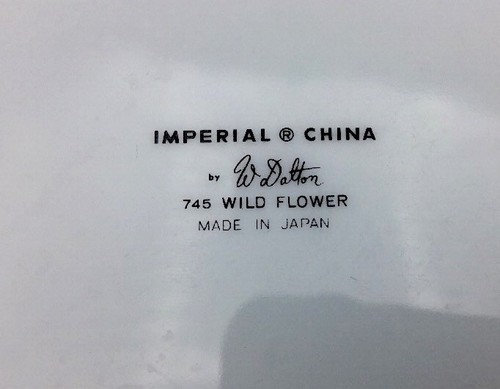 IMPERIAL ® CHINA
by W Dalton
745 WILD FLOWER
MADE IN JAPAN